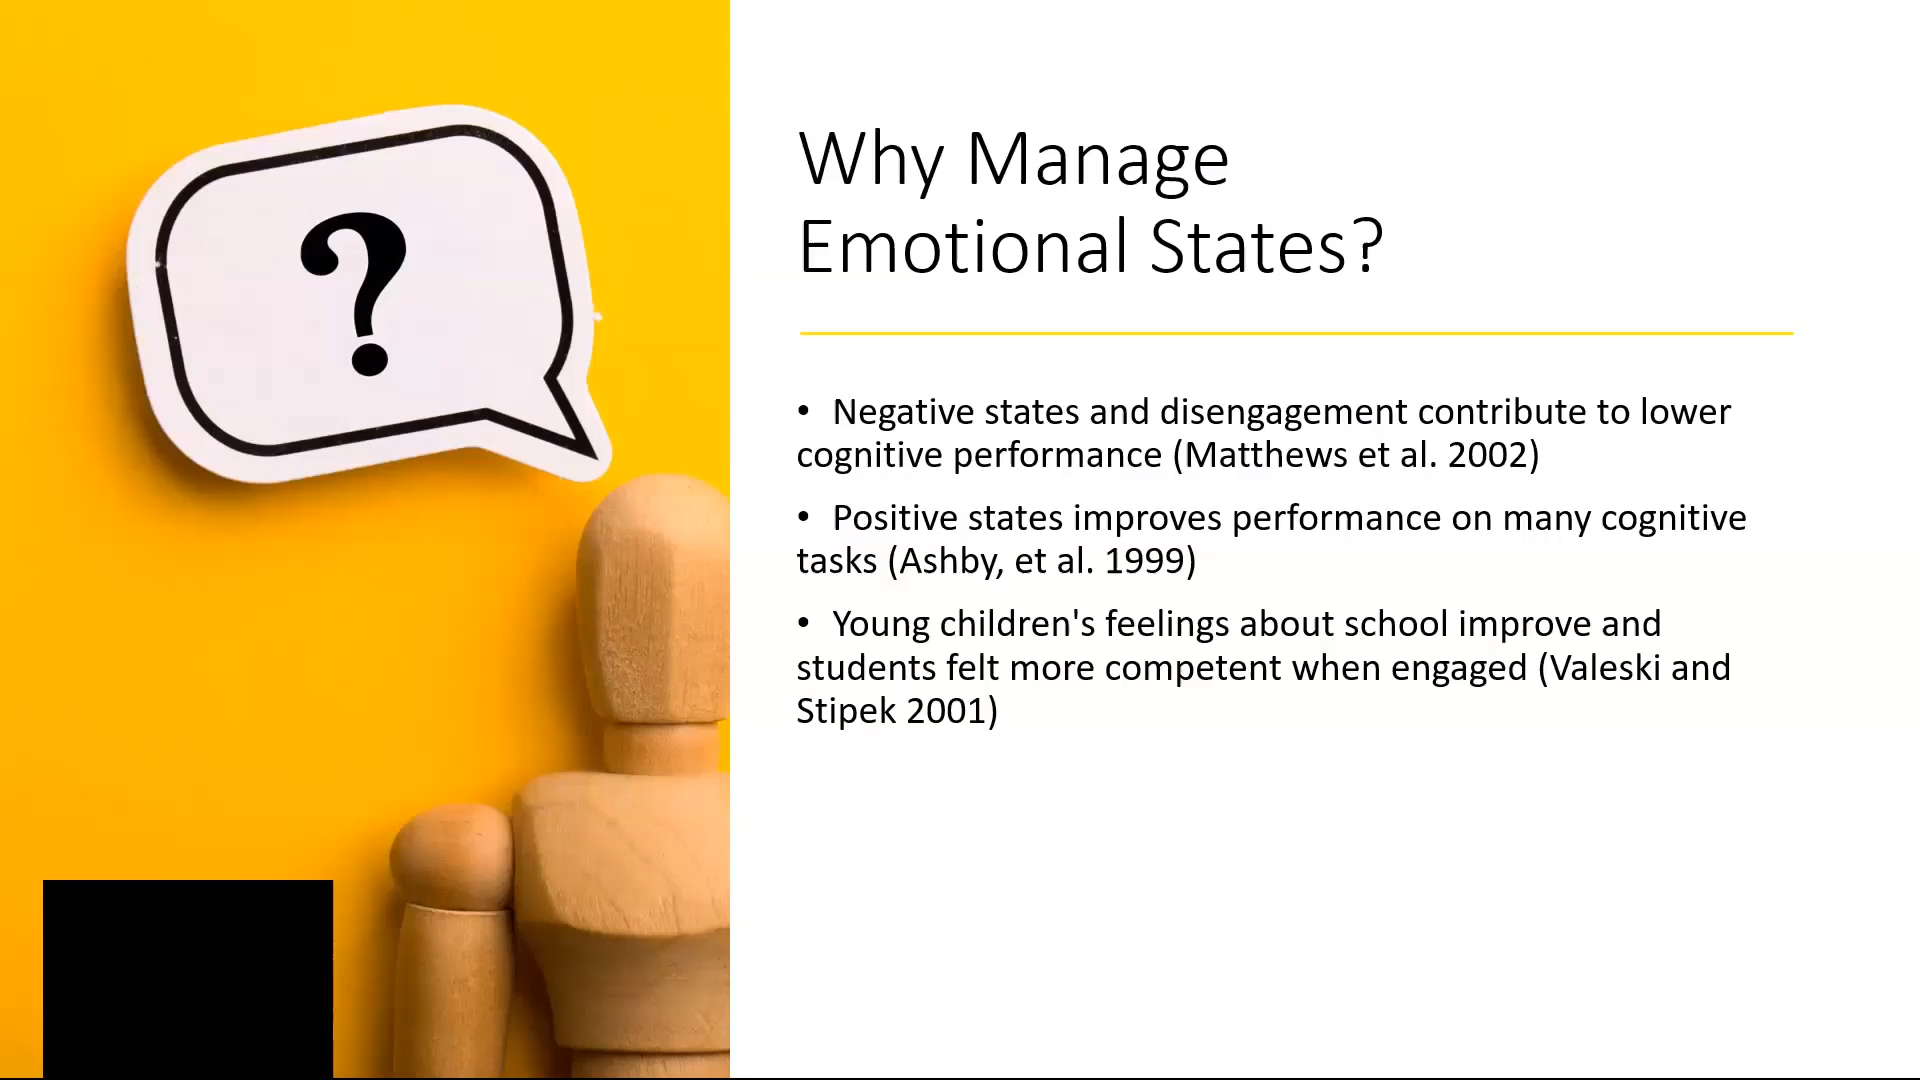 ?
Why Manage
Emotional States?
• Negative states and disengagement contribute to lower
cognitive performance (Matthews et al. 2002)
• Positive states improves performance on many cognitive
tasks (Ashby, et al. 1999)
• Young children's feelings about school improve and
students felt more competent when engaged (Valeski and
Stipek 2001)